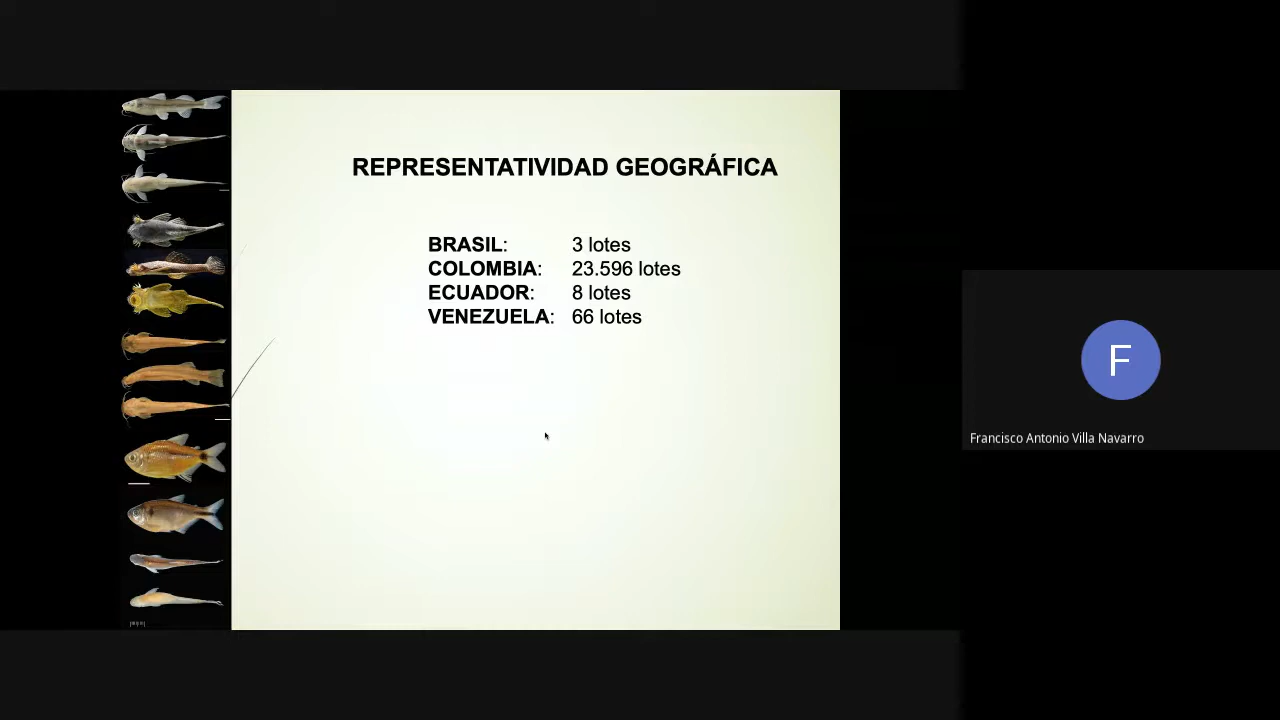 REPRESENTATIVIDAD GEOGRÁFICA
BRASIL: 3 lotes
COLOMBIA: 23.596 lotes
ECUADOR: 8 lotes
VENEZUELA: 66 lotes
F
Francisco Antonio Villa Navarro